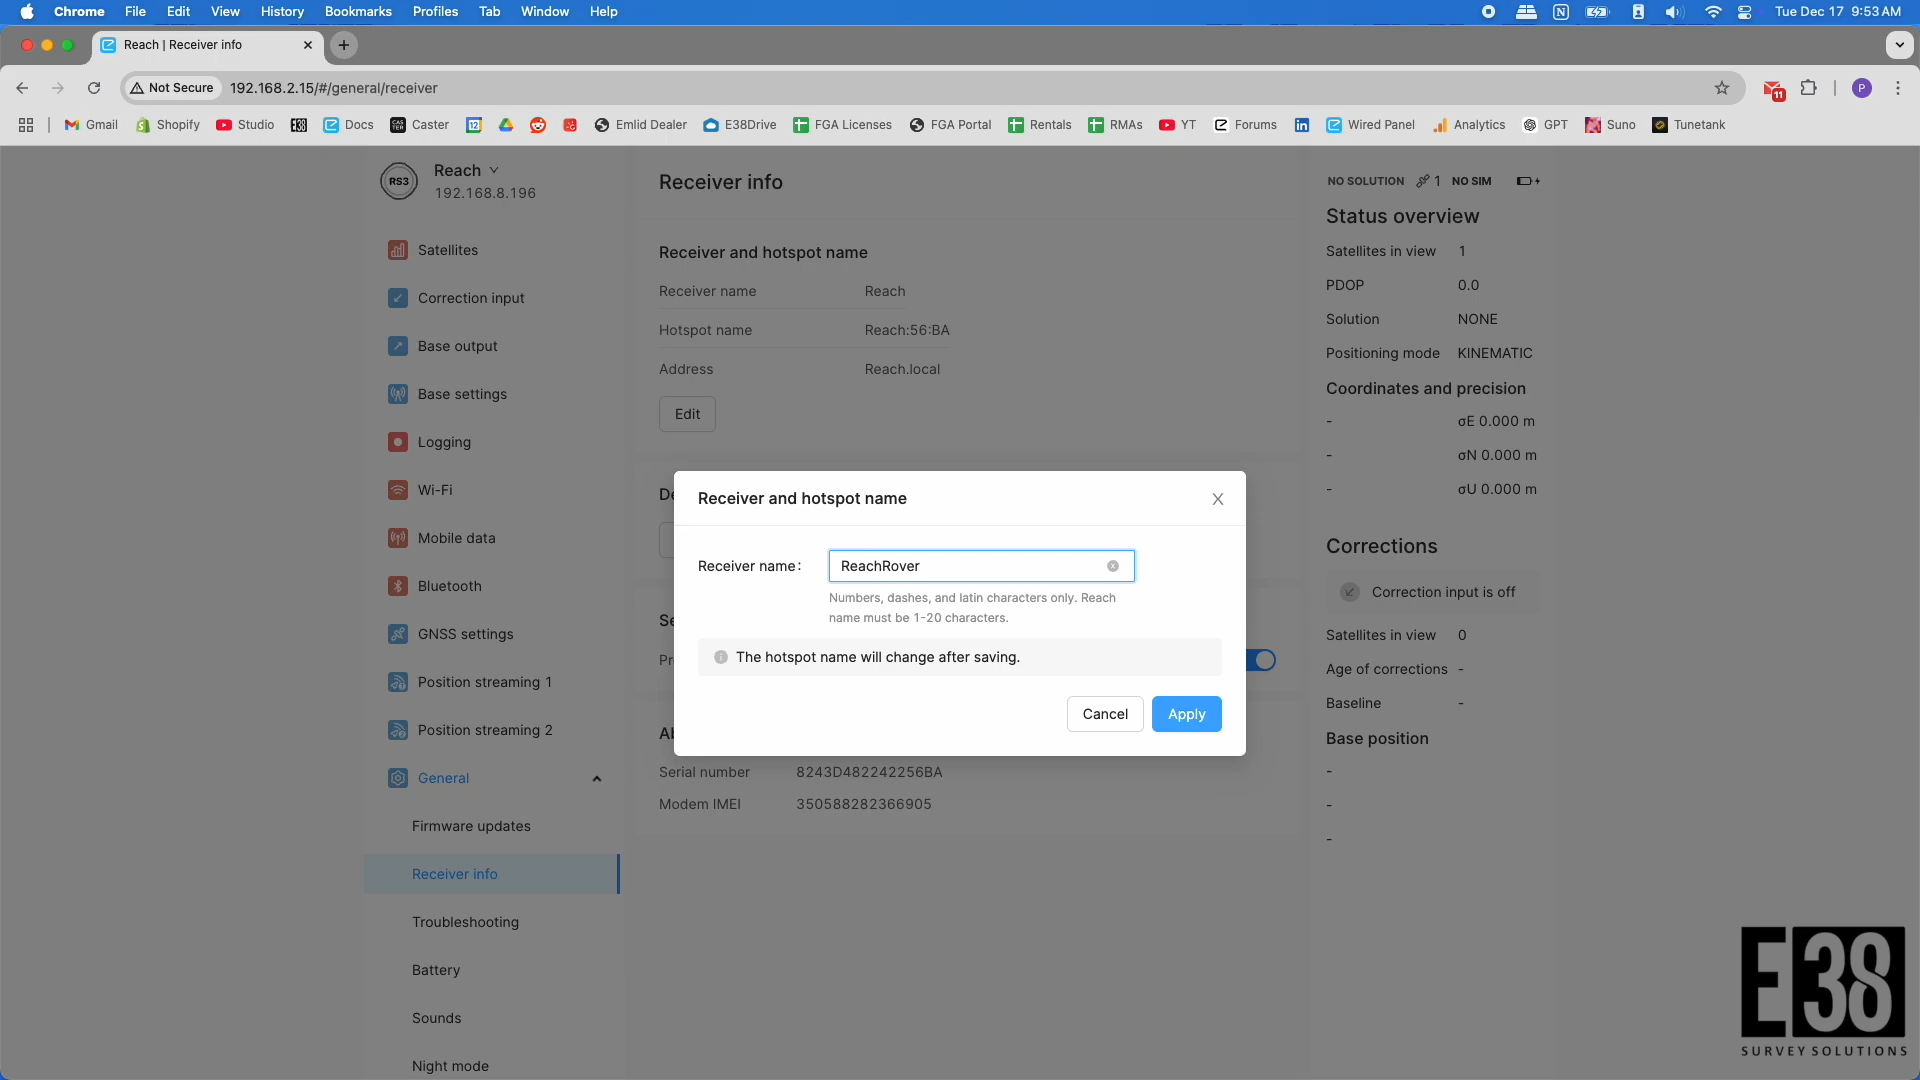 Chrome File Edit View History Bookmarks Profiles Tab Window Help Tue Dec 17 9:53 AM
Reach | Receiver info
Not Secure 192.168.2.15/#/general/receiver P 11
Gmail Shopify Studio E38 Docs CASTER Caster 12 Emlid Dealer E38Drive FGA Licenses FGA Portal Rentals RMAs YT Forums in Wired Panel Analytics GPT Suno Tunetank
RS3 Reach
192.168.8.196
Satellites
Correction input
Base output
Base settings
Logging
Wi-Fi
Mobile data
Bluetooth
GNSS settings
Position streaming 1
Position streaming 2
General
Firmware updates
Receiver info
Troubleshooting
Battery
Sounds
Night mode
Receiver info
Receiver and hotspot name
Receiver name Reach
Hotspot name Reach:56:BA
Address Reach.local
Edit
De
Se
Pr
Ab
Serial number 8243D482242256BA
Modem IMEI 350588282366905
Receiver and hotspot name
Receiver name: ReachRover
Numbers, dashes, and latin characters only. Reach
name must be 1-20 characters.
The hotspot name will change after saving.
Cancel Apply
NO SOLUTION 1 NO SIM
Status overview
Satellites in view 1
PDOP 0.0
Solution NONE
Positioning mode KINEMATIC
Coordinates and precision
- σE 0.000 m
- σN 0.000 m
- σU 0.000 m
Corrections
Correction input is off
Satellites in view 0
Age of corrections -
Baseline -
Base position
-
-
-
E38
SURVEY SOLUTIONS